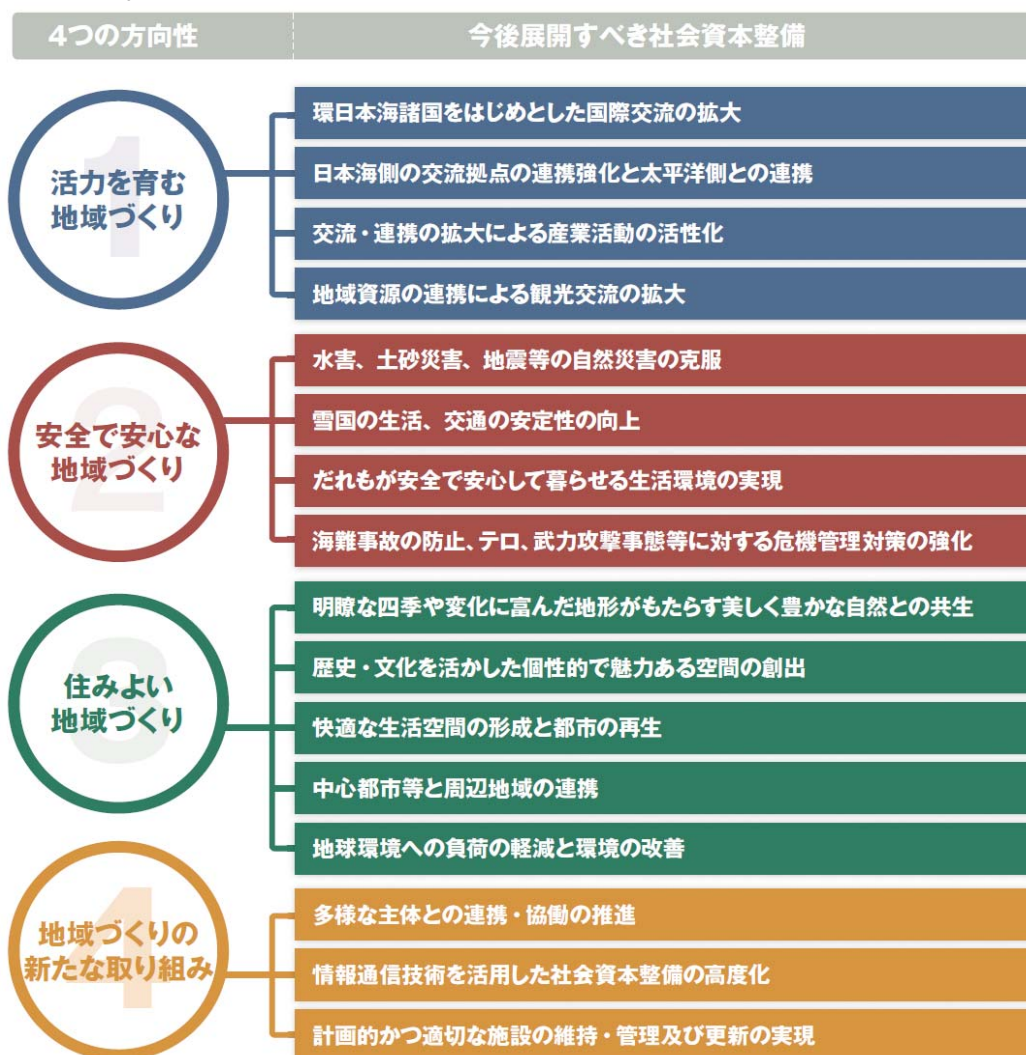 4つの方向性
今後展開すべき社会資本整備
1
活力を育む
地域づくり
環日本海諸国をはじめとした国際交流の拡大
日本海側の交流拠点の連携強化と太平洋側との連携
交流・連携の拡大による産業活動の活性化
地域資源の連携による観光交流の拡大
2
安全で安心な
地域づくり
水害、土砂災害、地震等の自然災害の克服
雪国の生活、交通の安定性の向上
だれもが安全で安心して暮らせる生活環境の実現
海難事故の防止、テロ、武力攻撃事態等に対する危機管理対策の強化
3
住みよい
地域づくり
明瞭な四季や変化に富んだ地形がもたらす美しく豊かな自然との共生
歴史・文化を活かした個性的で魅力ある空間の創出
快適な生活空間の形成と都市の再生
中心都市等と周辺地域の連携
地球環境への負荷の軽減と環境の改善
4
地域づくりの
新たな取り組み
多様な主体との連携・協働の推進
情報通信技術を活用した社会資本整備の高度化
計画的かつ適切な施設の維持・管理及び更新の実現